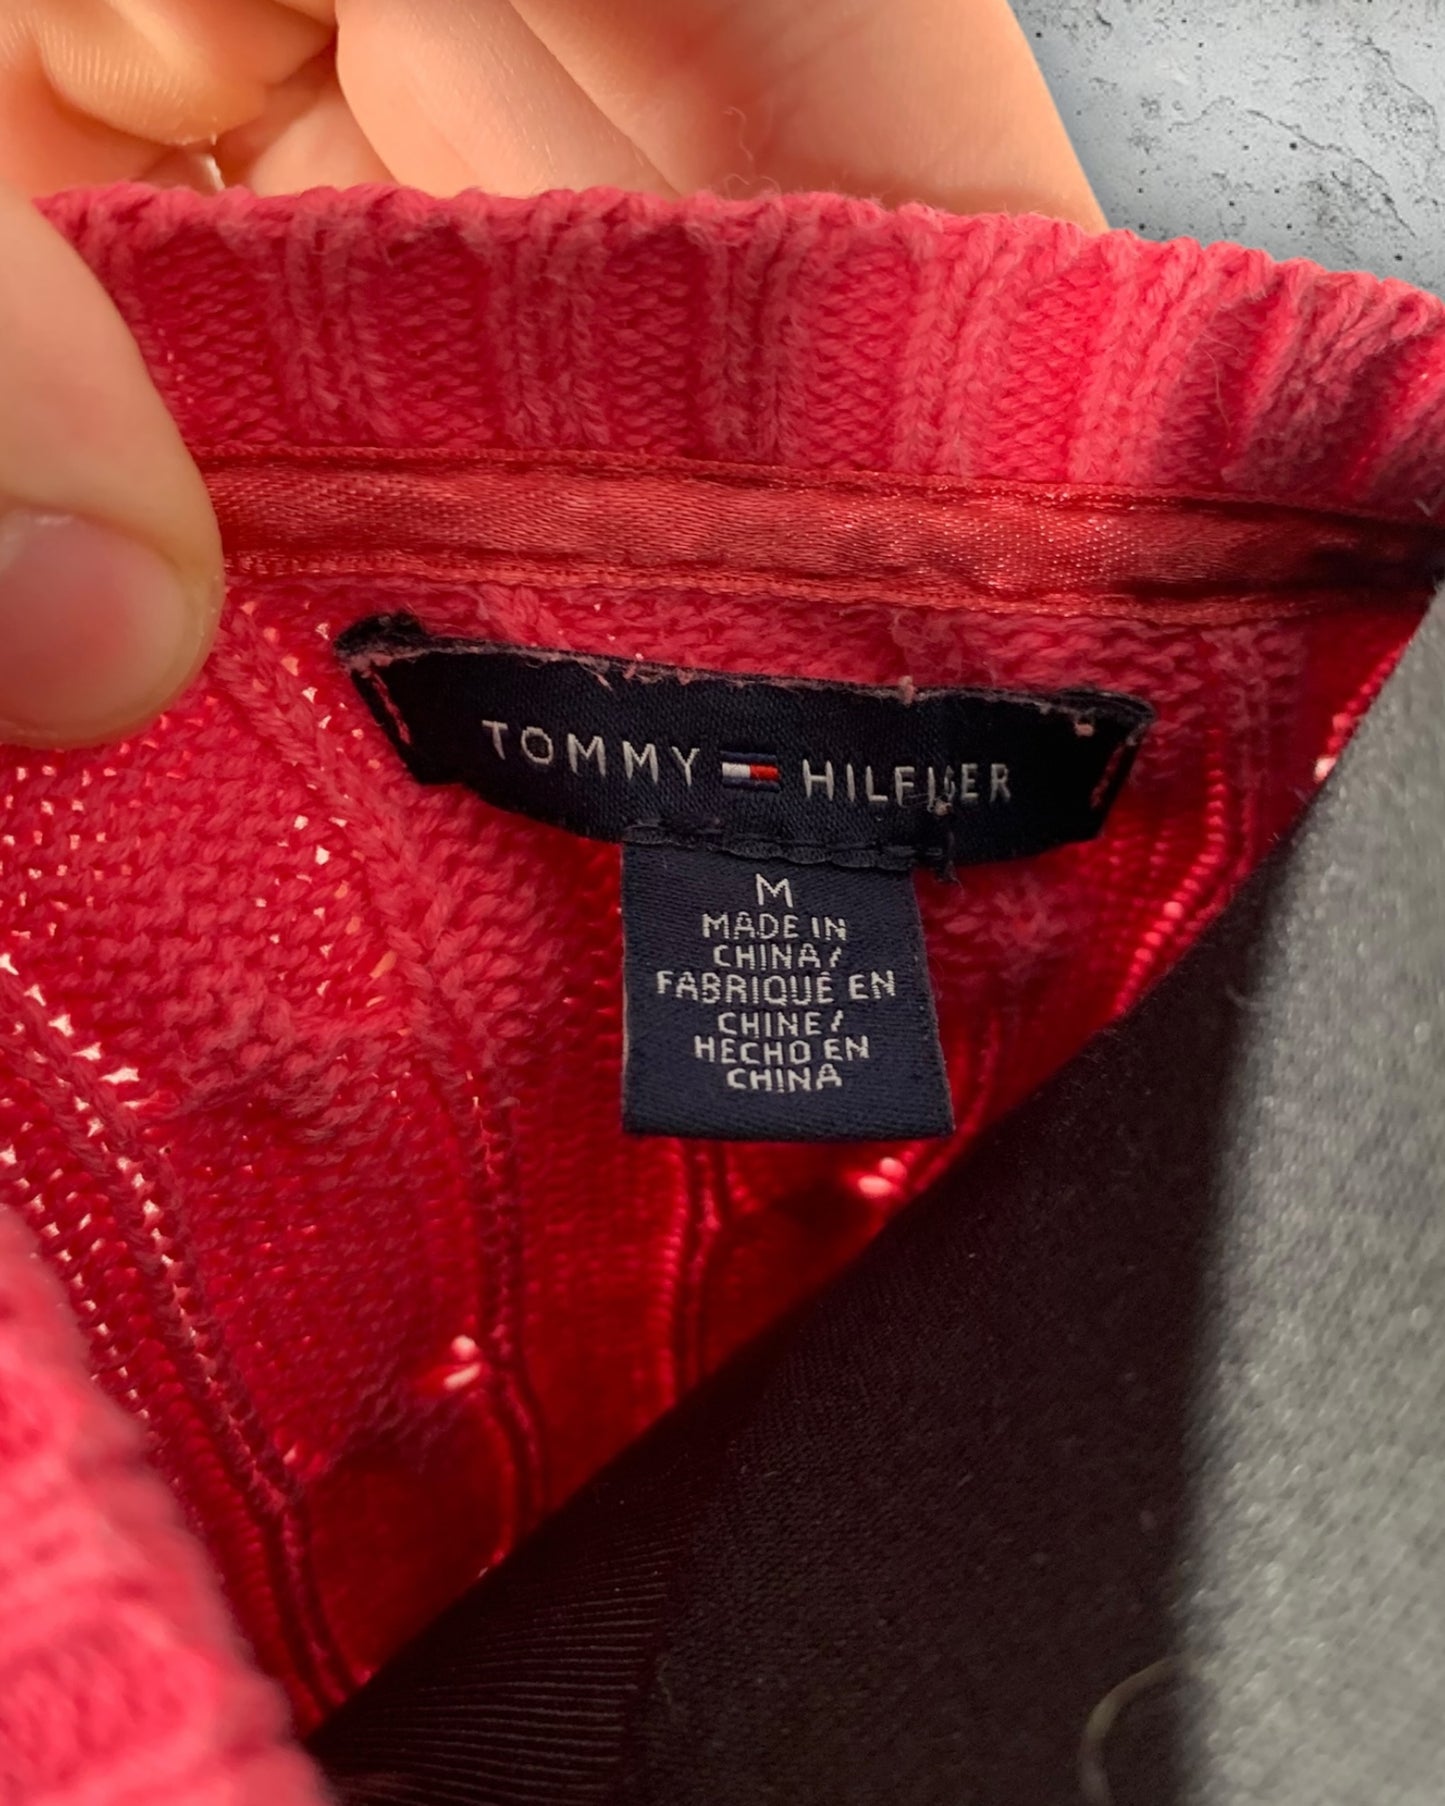 TOMMY HILFIGER
M
MADE IN
CHINA/
FABRIQUÉ EN
CHINE/
HECHO EN
CHINA